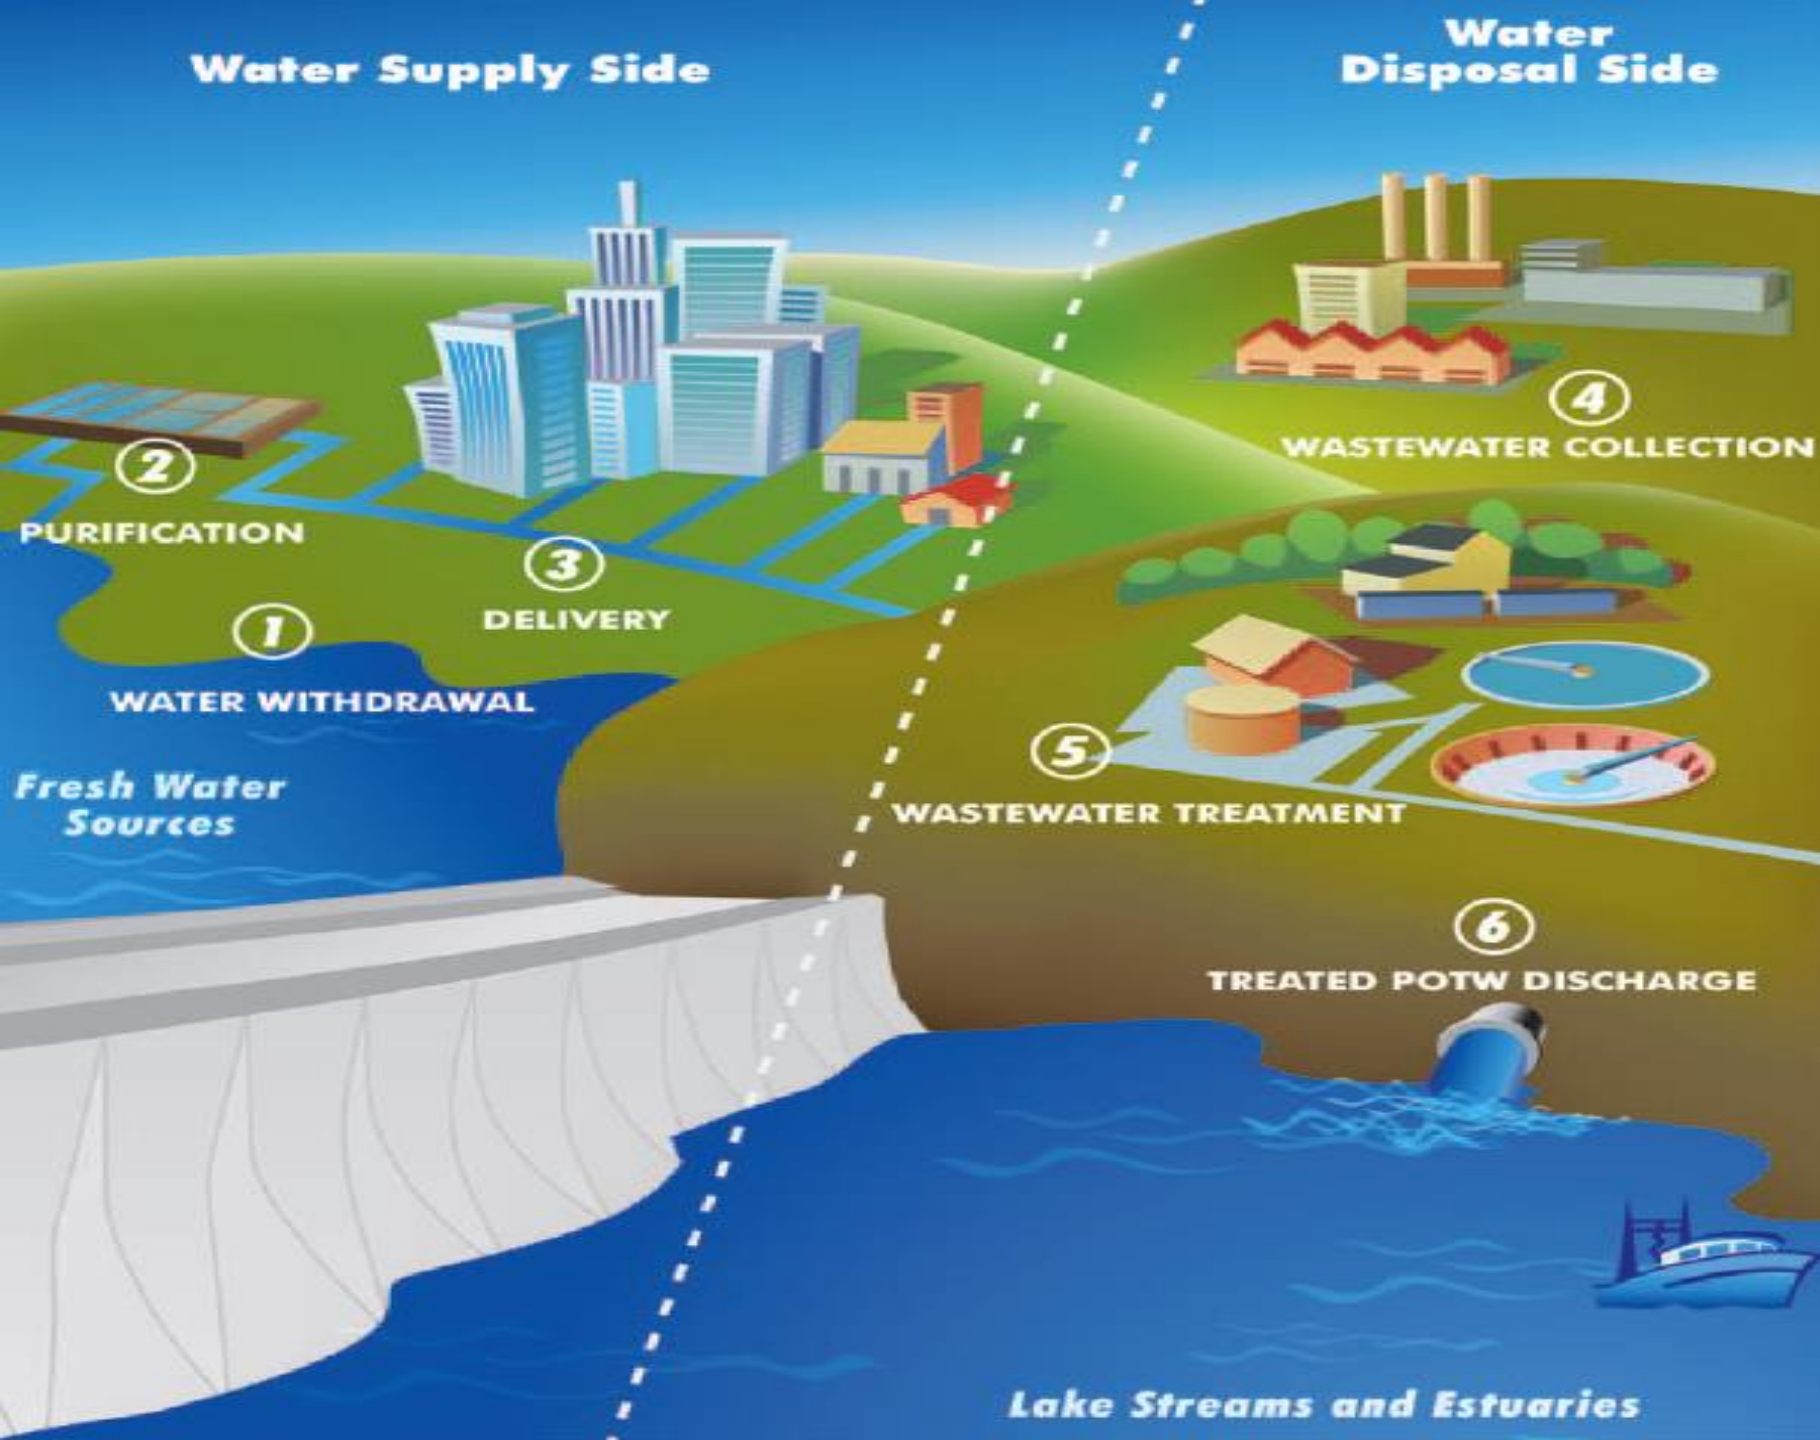 Water Supply Side
Water
Disposal Side
4
WASTEWATER COLLECTION
2
PURIFICATION
3
DELIVERY
1
WATER WITHDRAWAL
Fresh Water
Sources
5
WASTEWATER TREATMENT
6
TREATED POTW DISCHARGE
Lake Streams and Estuaries